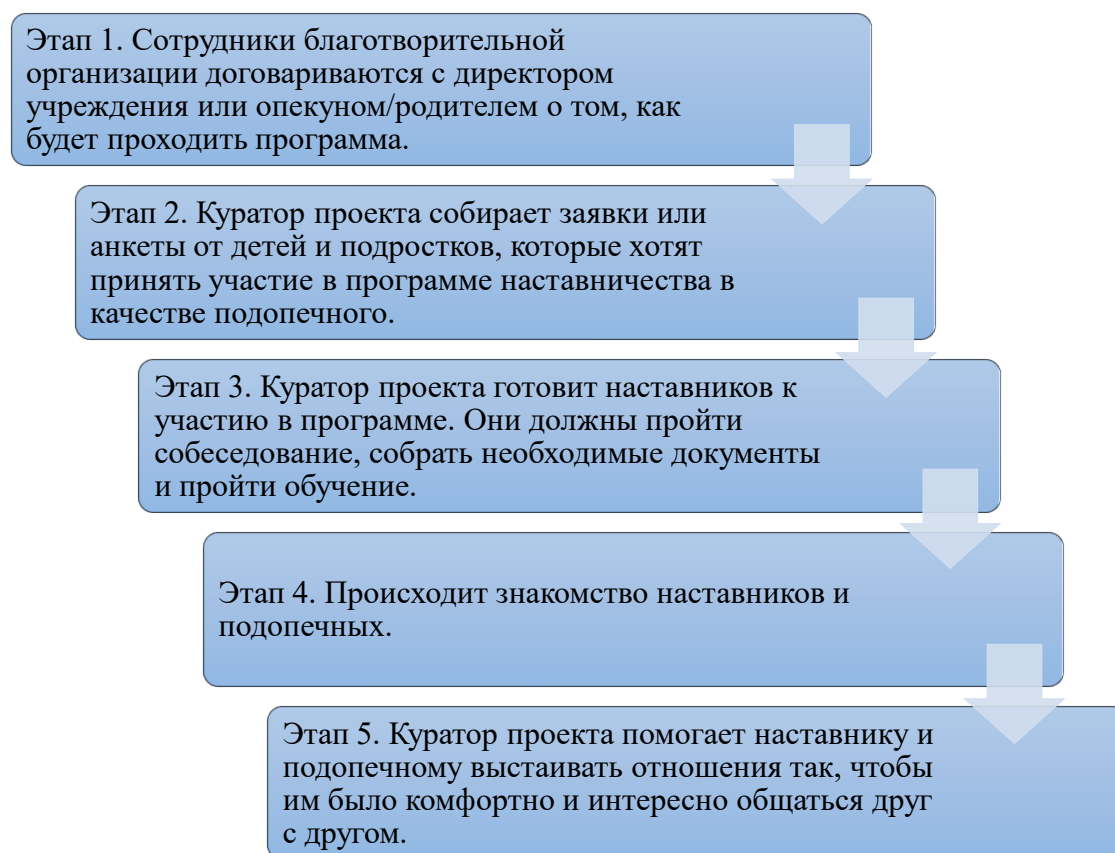 Этап 1. Сотрудники благотворительной
организации договариваются с директором
учреждения или опекуном/родителем о том, как
будет проходить программа.
Этап 2. Куратор проекта собирает заявки или
анкеты от детей и подростков, которые хотят
принять участие в программе наставничества в
качестве подопечного.
Этап 3. Куратор проекта готовит наставников к
участию в программе. Они должны пройти
собеседование, собрать необходимые документы
и пройти обучение.
Этап 4. Происходит знакомство наставников и
подопечных.
Этап 5. Куратор проекта помогает наставнику и
подопечному выстаивать отношения так, чтобы
им было комфортно и интересно общаться друг
с другом.